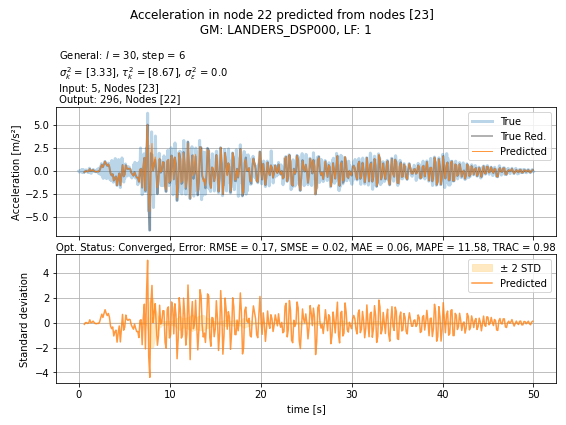 Acceleration in node 22 predicted from nodes [23]
GM: LANDERS_DSP000, LF: 1
General: l = 30, step = 6
σ²ₖ = [3.33], τ²ₖ = [8.67], σ²ε = 0.0
Input: 5, Nodes [23]
Output: 296, Nodes [22]
Acceleration [m/s²]
5.0
2.5
0.0
−2.5
−5.0
True
True Red.
Predicted
Opt. Status: Converged, Error: RMSE = 0.17, SMSE = 0.02, MAE = 0.06, MAPE = 11.58, TRAC = 0.98
Standard deviation
4
2
0
−2
−4
± 2 STD
Predicted
0
10
20
30
40
50
time [s]